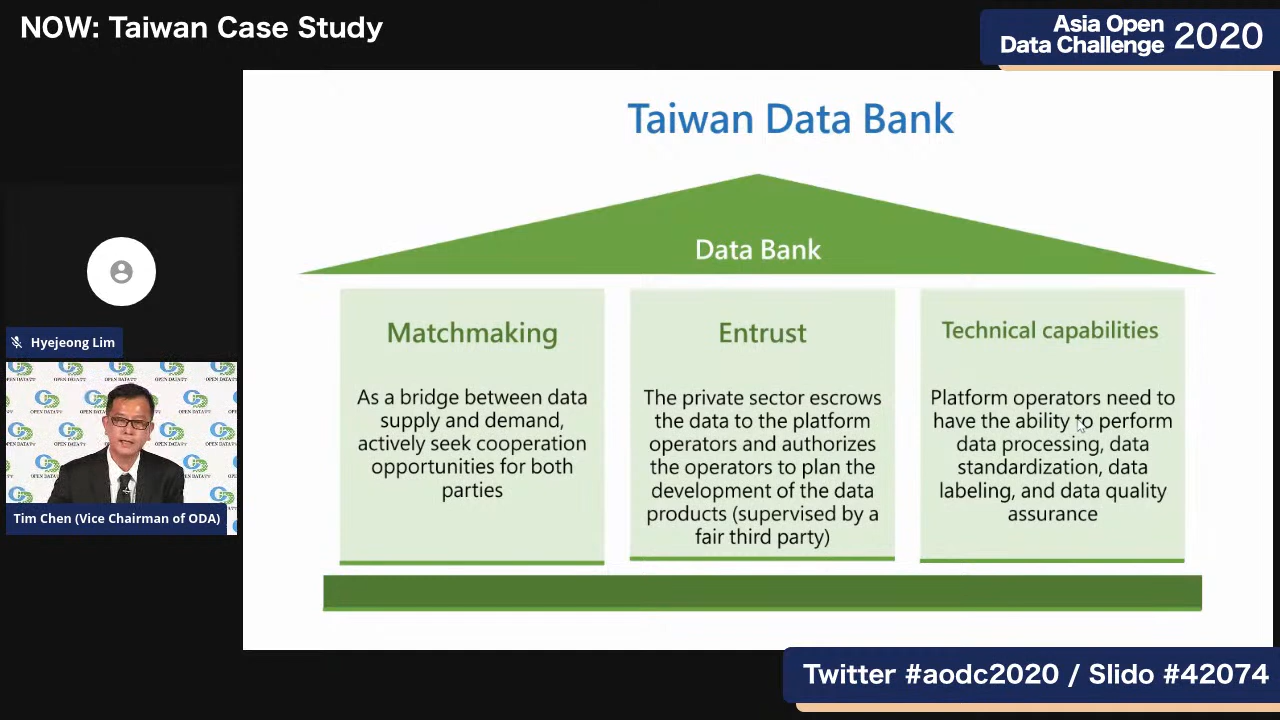 NOW: Taiwan Case Study
Asia Open
Data Challenge
2020
Taiwan Data Bank
Data Bank
Matchmaking
As a bridge between data
supply and demand,
actively seek cooperation
opportunities for both
parties
Entrust
The private sector escrows
the data to the platform
operators and authorizes
the operators to plan the
development of the data
products (supervised by a
fair third party)
Technical capabilities
Platform operators need to
have the ability to perform
data processing, data
standardization, data
labeling, and data quality
assurance
Hyejeong Lim
Tim Chen (Vice Chairman of ODA)
Twitter #aodc2020 / Slido #42074